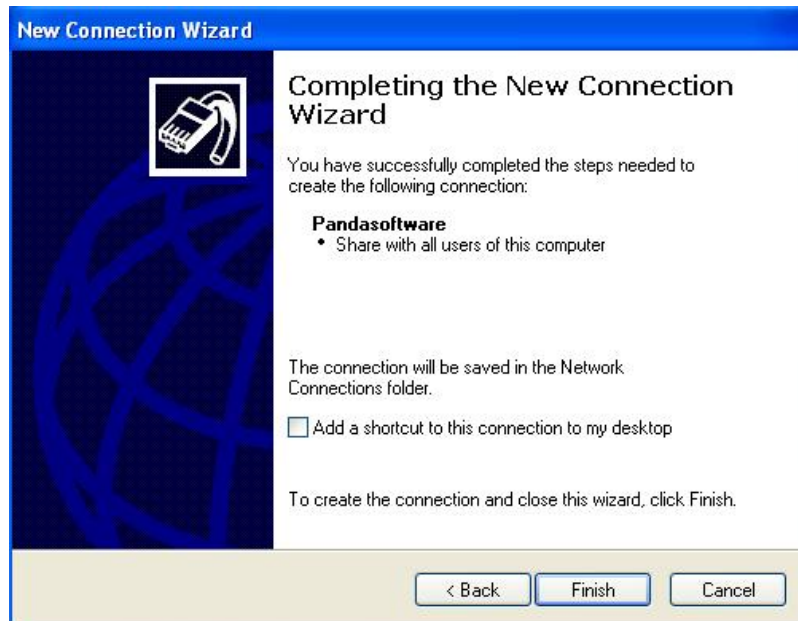 New Connection Wizard
Completing the New Connection
Wizard
You have successfully completed the steps needed to
create the following connection:
Pandasoftware
• Share with all users of this computer
The connection will be saved in the Network
Connections folder.
Add a shortcut to this connection to my desktop
To create the connection and close this wizard, click Finish.
< Back Finish Cancel